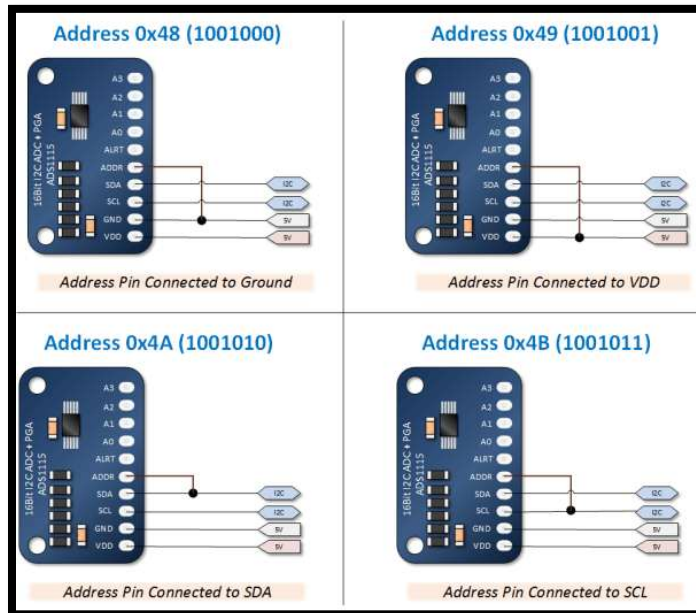 Address 0x48 (1001000)
A3
A2
A1
A0
ALRT
ADDR
SDA
SCL
GND
VDD
16Bit I2C ADC + PGA
ADS1115
I2C
I2C
5V
5V
Address Pin Connected to Ground
Address 0x49 (1001001)
A3
A2
A1
A0
ALRT
ADDR
SDA
SCL
GND
VDD
16Bit I2C ADC + PGA
ADS1115
I2C
I2C
5V
5V
Address Pin Connected to VDD
Address 0x4A (1001010)
A3
A2
A1
A0
ALRT
ADDR
SDA
SCL
GND
VDD
16Bit I2C ADC + PGA
ADS1115
I2C
I2C
5V
5V
Address Pin Connected to SDA
Address 0x4B (1001011)
A3
A2
A1
A0
ALRT
ADDR
SDA
SCL
GND
VDD
16Bit I2C ADC + PGA
ADS1115
I2C
I2C
5V
5V
Address Pin Connected to SCL